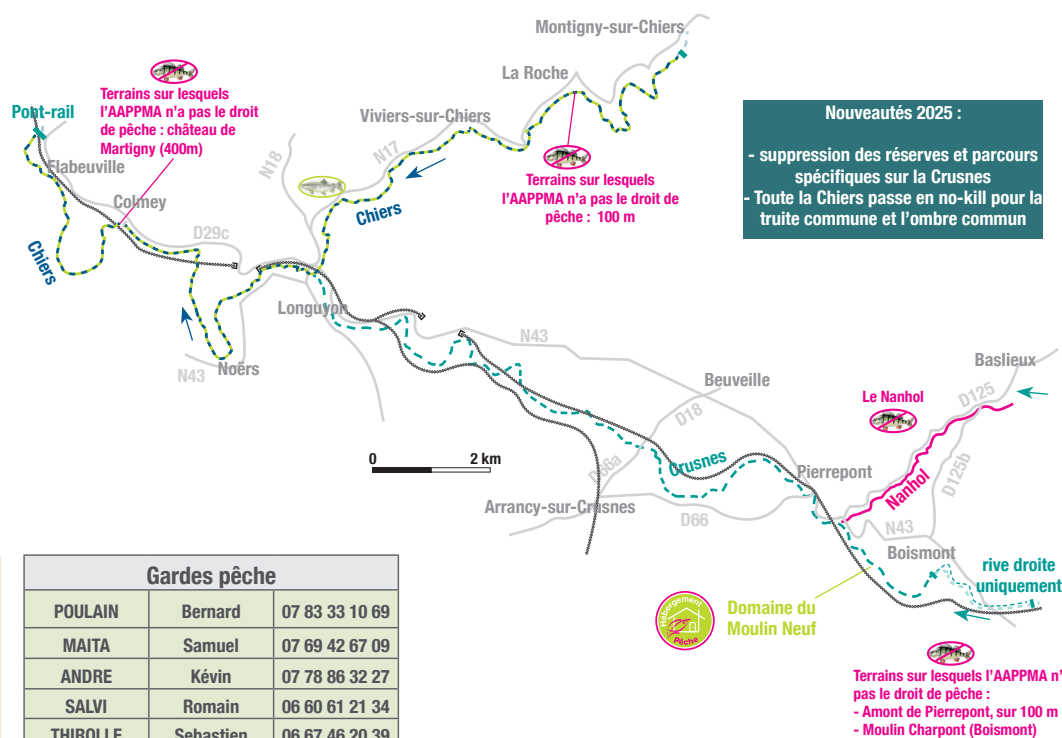 Montigny-sur-Chiers
La Roche
Terrains sur lesquels
l'AAPPMA n'a pas le droit
de pêche : château de
Martigny (400m)
Pont-rail
Viviers-sur-Chiers
N17
N18
Flabeuville
Colmey
Chiers
D29c
Chiers
Terrains sur lesquels
l'AAPPMA n'a pas le droit de
pêche : 100 m
Nouveautés 2025 :
- suppression des réserves et parcours
spécifiques sur la Crusnes
- Toute la Chiers passe en no-kill pour la
truite commune et l'ombre commun
Longuyon
N43
Noërs
N43
Beuveille
Baslieux
D125
Le Nanhol
Nanhol
D125b
D18
D66a
Crusnes
Pierrepont
0 2 km
Arrancy-sur-Crusnes
D66
N43
Boismont
rive droite
uniquement
Hébergement
Pêche
Domaine du
Moulin Neuf
Terrains sur lesquels l'AAPPMA n'
pas le droit de pêche :
- Amont de Pierrepont, sur 100 m
- Moulin Charpont (Boismont)
Gardes pêche
POULAIN Bernard 07 83 33 10 69
MAITA Samuel 07 69 42 67 09
ANDRE Kévin 07 78 86 32 27
SALVI Romain 06 60 61 21 34
THIROLLE Sebastien 06 67 46 20 39